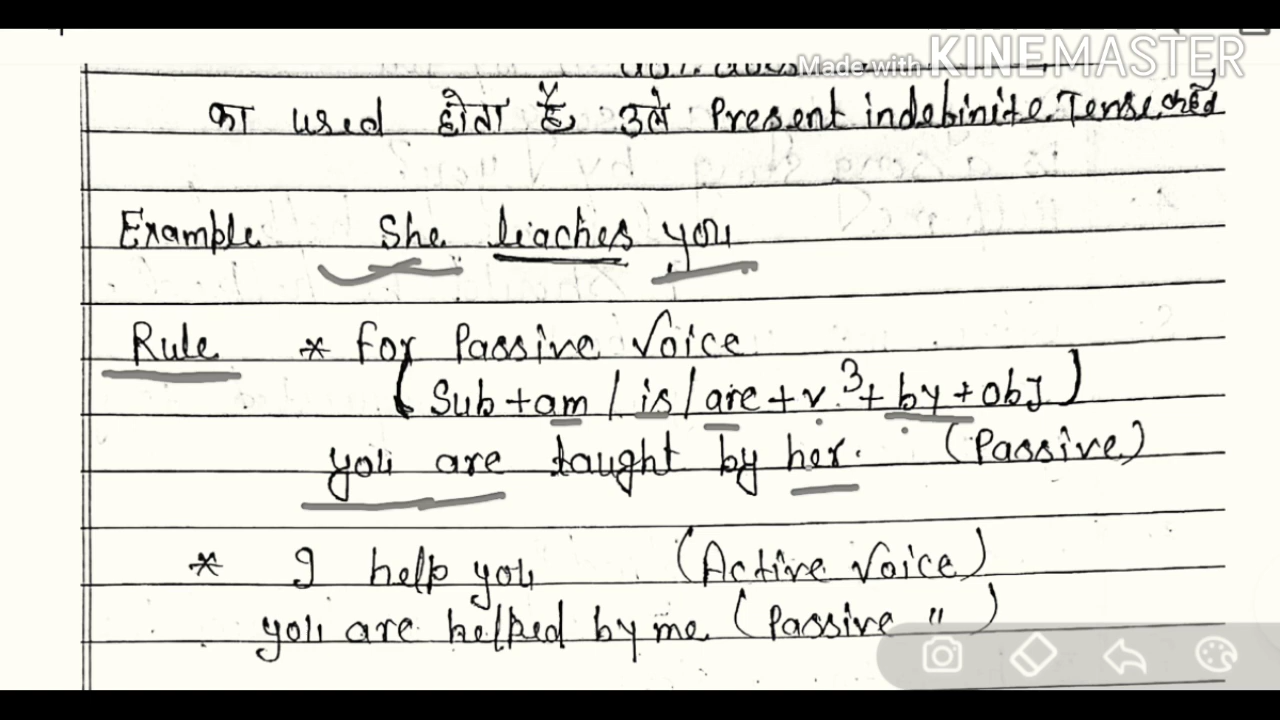 Made with KINEMASTER
का used होता है उसे Present indebinite. Tense. कहते
Example She teaches you
Rule * for Passive Voice
(Sub + am / is / are + v.3 + by + obj)
you are taught by her. (Passive)
* I help you (Active Voice)
you are helped by me (Passive ")